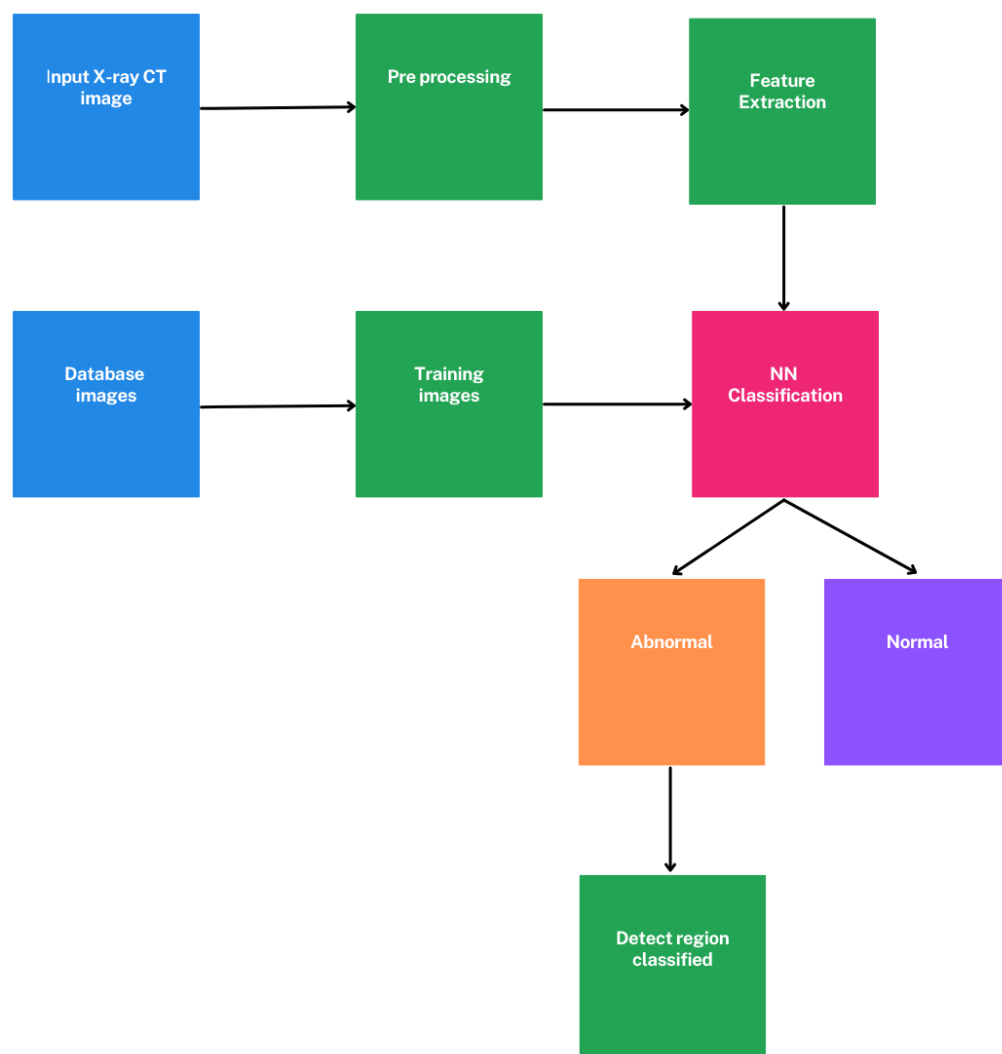 Input X-ray CT
image
Pre processing
Feature
Extraction
Database
images
Training
images
NN
Classification
Abnormal
Normal
Detect region
classified